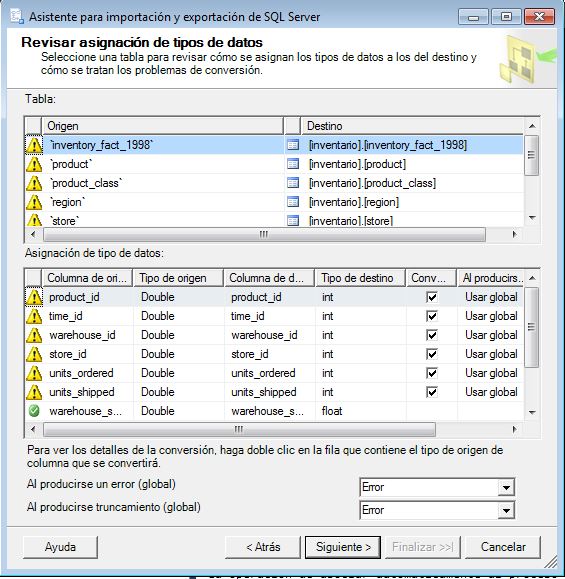 Asistente para importación y exportación de SQL Server
Revisar asignación de tipos de datos
Seleccione una tabla para revisar cómo se asignan los tipos de datos a los del destino y
cómo se tratan los problemas de conversión.
Tabla:
Origen Destino
`inventory_fact_1998` [inventario].[inventory_fact_1998]
`product` [inventario].[product]
`product_class` [inventario].[product_class]
`region` [inventario].[region]
`store` [inventario].[store]
Asignación de tipo de datos:
Columna de ori... Tipo de origen Columna de d... Tipo de destino Conv... Al producirs...
product_id Double product_id int Usar global
time_id Double time_id int Usar global
warehouse_id Double warehouse_id int Usar global
store_id Double store_id int Usar global
units_ordered Double units_ordered int Usar global
units_shipped Double units_shipped int Usar global
warehouse_s... Double warehouse_s... float
Para ver los detalles de la conversión, haga doble clic en la fila que contiene el tipo de origen de
columna que se convertirá.
Al producirse un error (global) Error
Al producirse truncamiento (global) Error
Ayuda < Atrás Siguiente > Finalizar >>| Cancelar